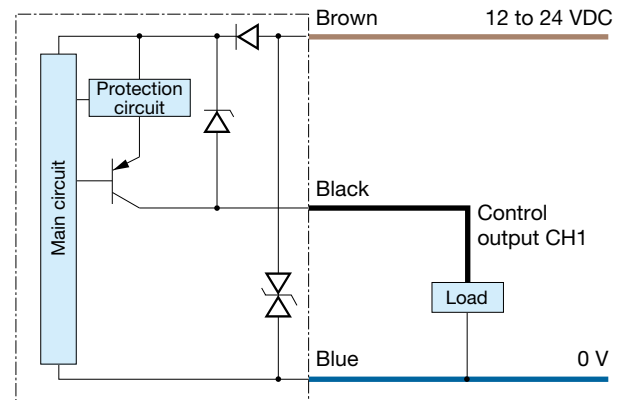 Brown 12 to 24 VDC
Protection
circuit
Main circuit
Black
Control
output CH1
Load
Blue 0 V